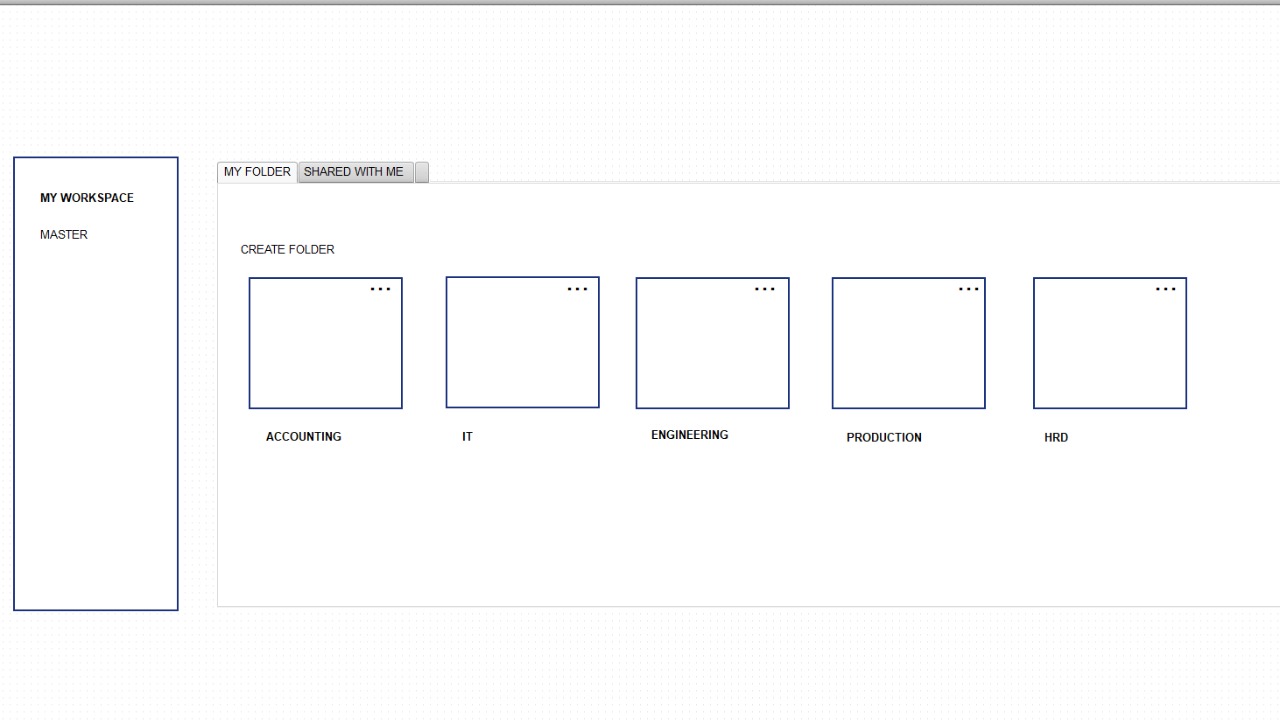 MY WORKSPACE
MASTER
MY FOLDER
SHARED WITH ME
CREATE FOLDER
ACCOUNTING
IT
ENGINEERING
PRODUCTION
HRD